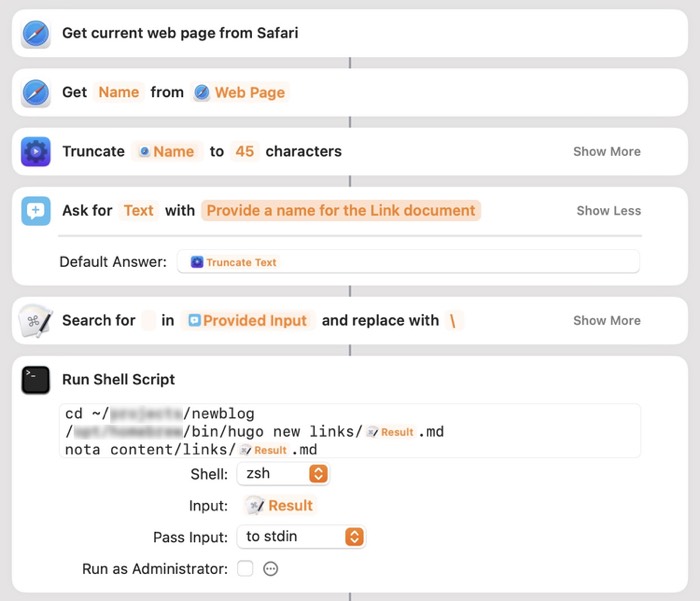 Get current web page from Safari
Get Name from Web Page
Truncate Name to 45 characters Show More
Ask for Text with Provide a name for the Link document Show Less
Default Answer: Truncate Text
Search for in Provided Input and replace with \ Show More
Run Shell Script
cd ~/ /newblog
/ /bin/hugo new links/ Result .md
nota content/links/ Result .md
Shell: zsh
Input: Result
Pass Input: to stdin
Run as Administrator: